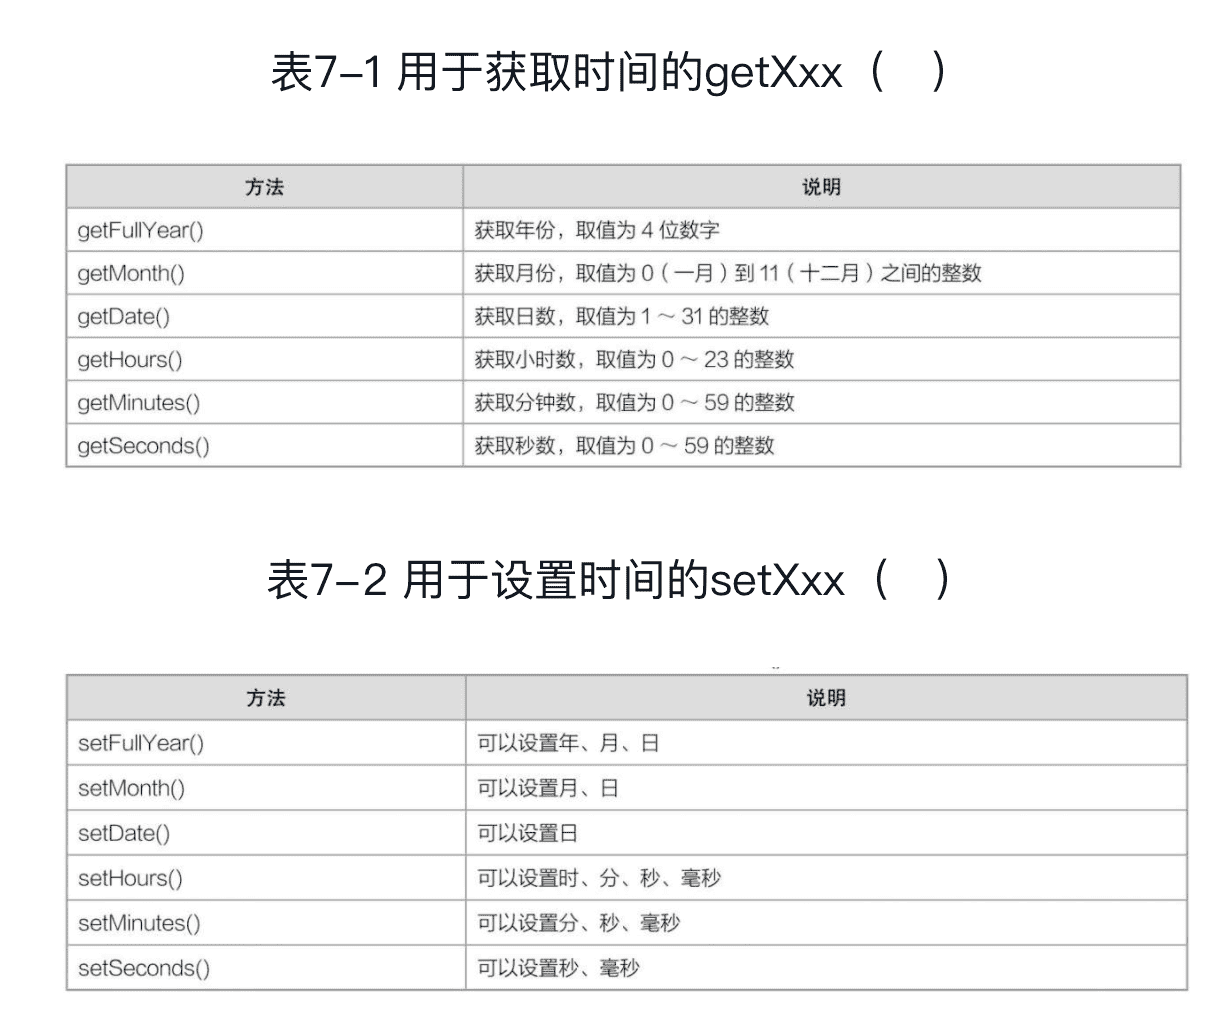 表7-1 用于获取时间的getXxx（ ）
方法 说明
getFullYear() 获取年份，取值为 4 位数字
getMonth() 获取月份，取值为 0（一月）到 11（十二月）之间的整数
getDate() 获取日数，取值为 1 ～ 31 的整数
getHours() 获取小时数，取值为 0 ～ 23 的整数
getMinutes() 获取分钟数，取值为 0 ～ 59 的整数
getSeconds() 获取秒数，取值为 0 ～ 59 的整数
表7-2 用于设置时间的setXxx（ ）
方法 说明
setFullYear() 可以设置年、月、日
setMonth() 可以设置月、日
setDate() 可以设置日
setHours() 可以设置时、分、秒、毫秒
setMinutes() 可以设置分、秒、毫秒
setSeconds() 可以设置秒、毫秒